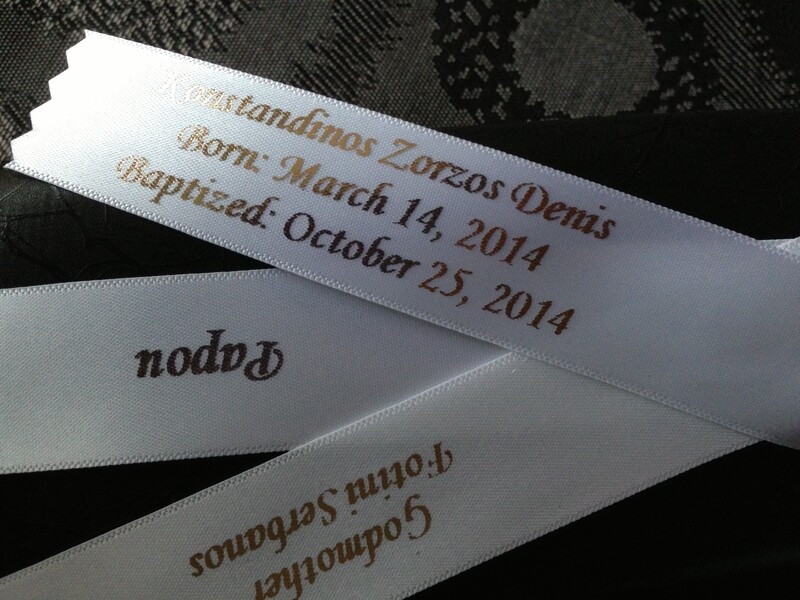 Konstandinos Zorzos Denis
Born: March 14, 2014
Baptized: October 25, 2014
Papou
Godmother
Fotini Serbanos